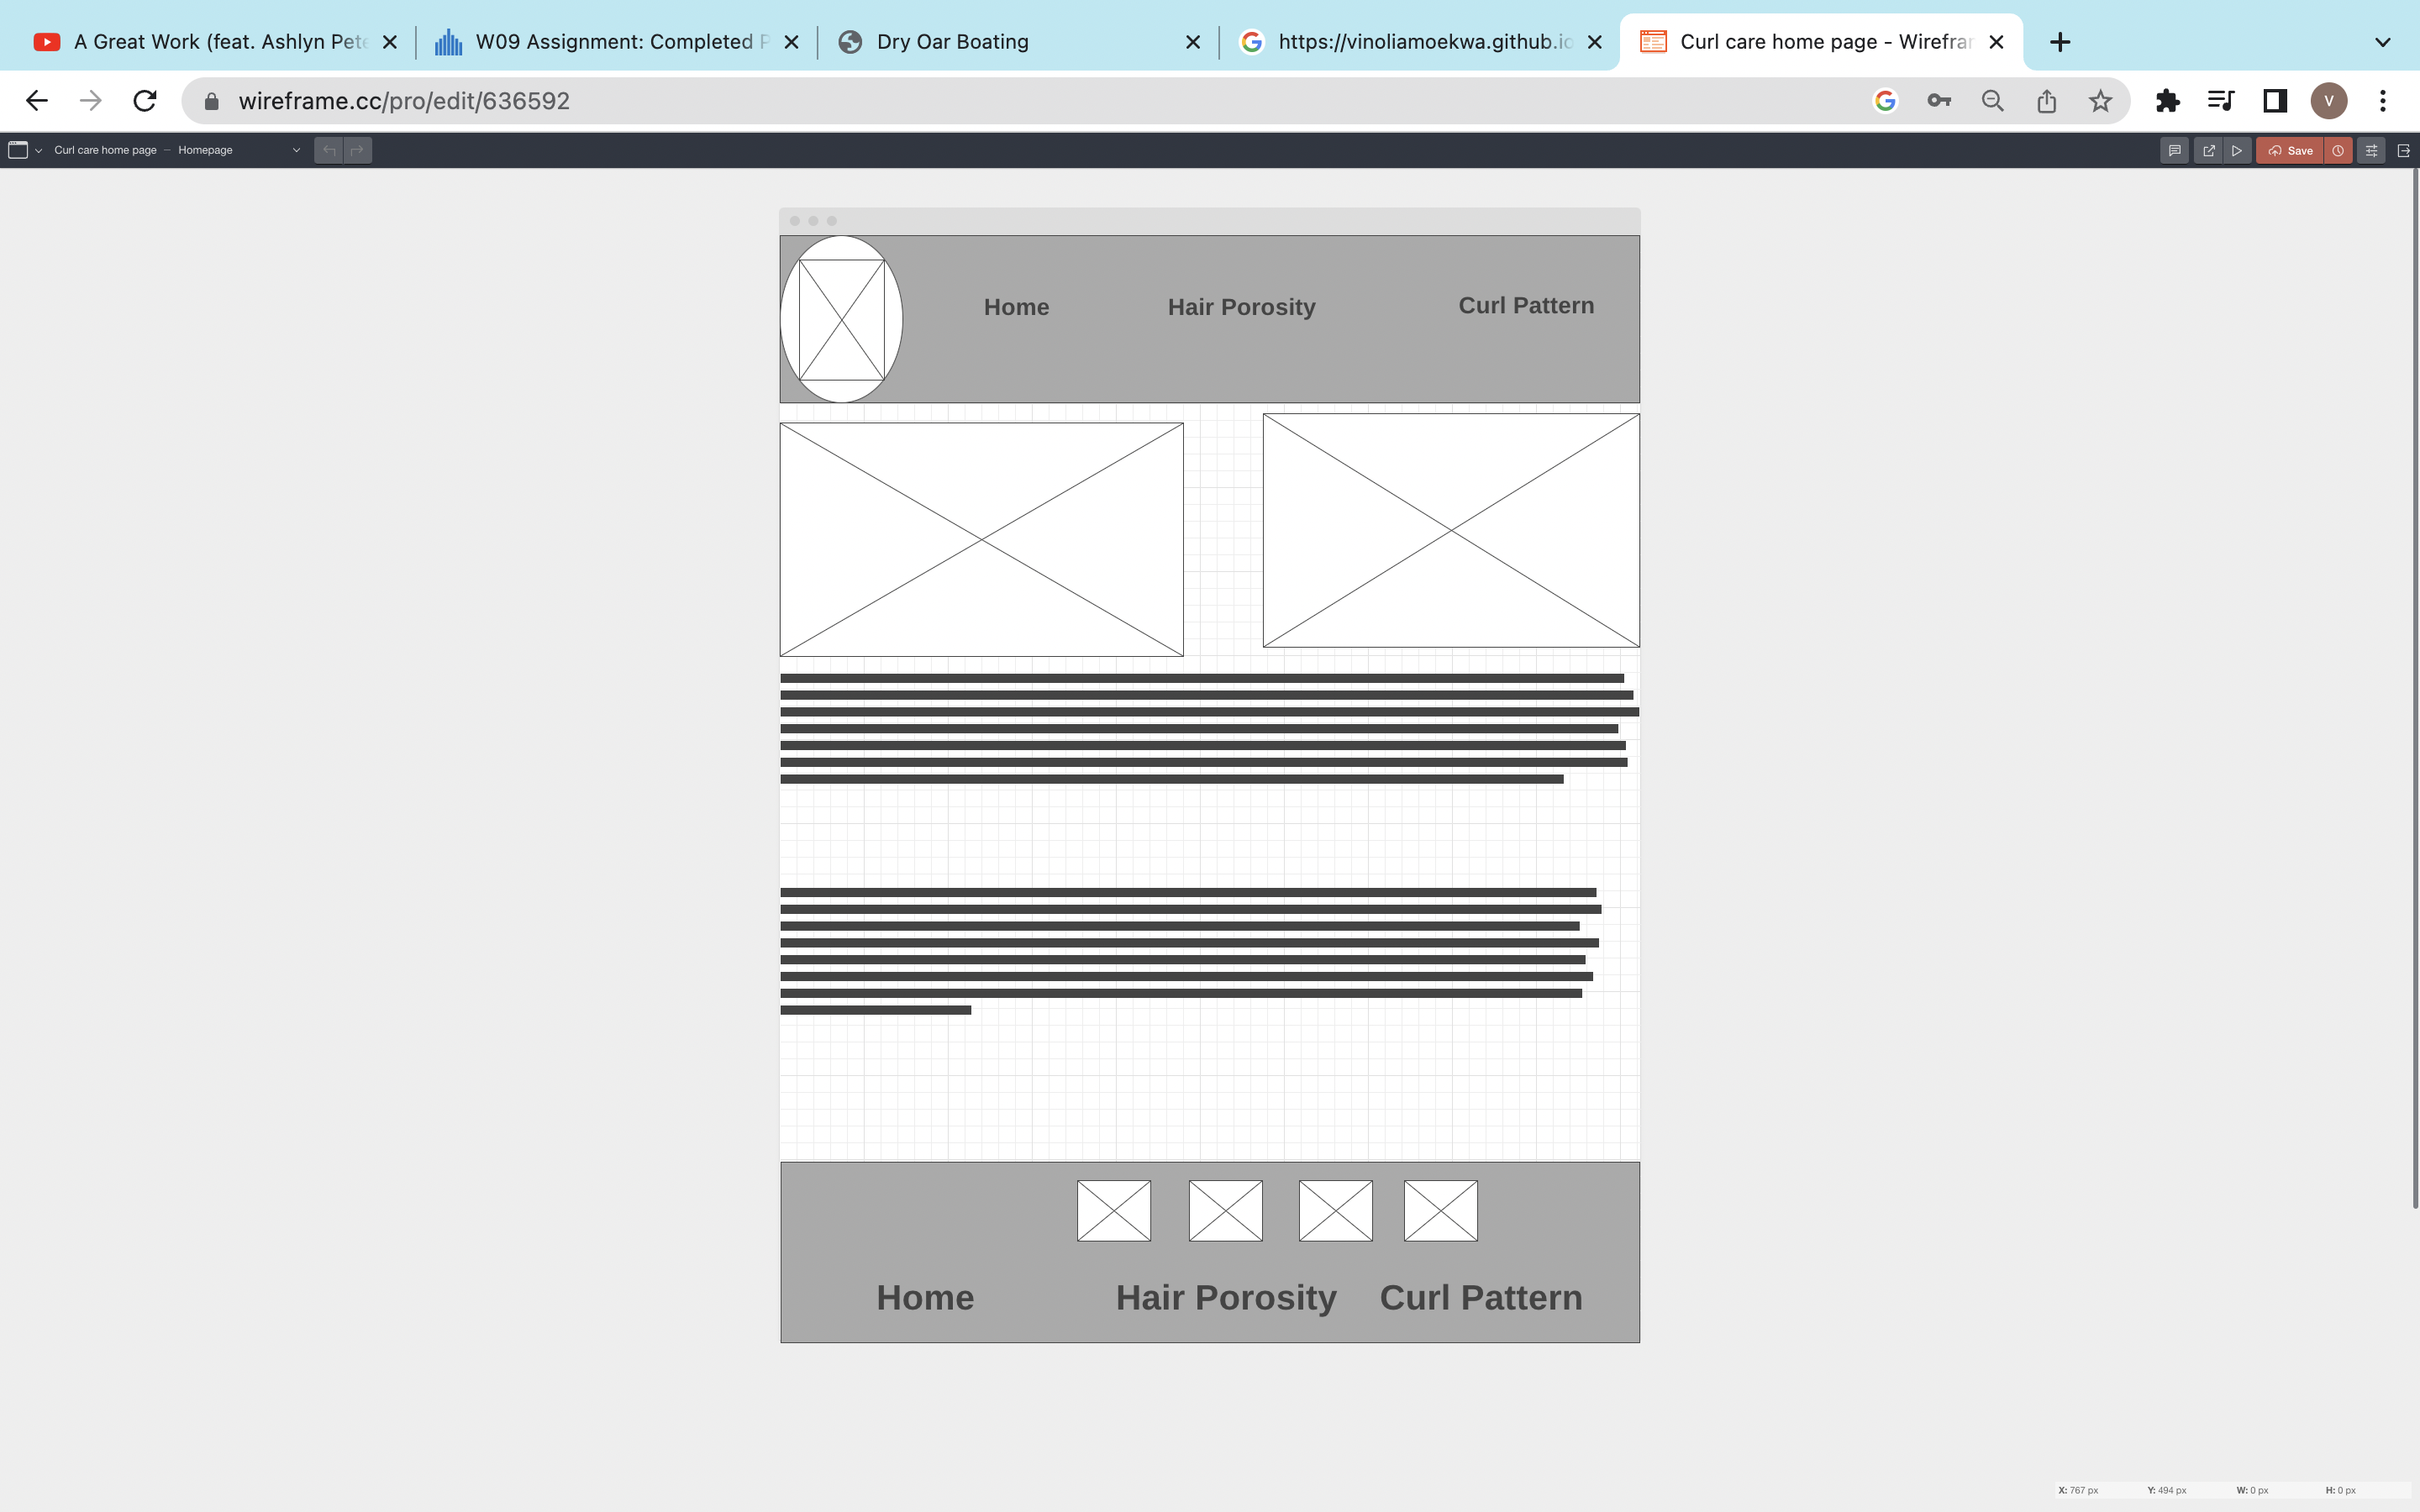 A Great Work (feat. Ashlyn Pete
W09 Assignment: Completed P
Dry Oar Boating
https://vinoliamoekwa.github.io
Curl care home page - Wirefra
wireframe.cc/pro/edit/636592
V
Curl care home page – Homepage
Save
Home
Hair Porosity
Curl Pattern
Home
Hair Porosity
Curl Pattern
X: 767 px Y: 494 px W: 0 px H: 0 px